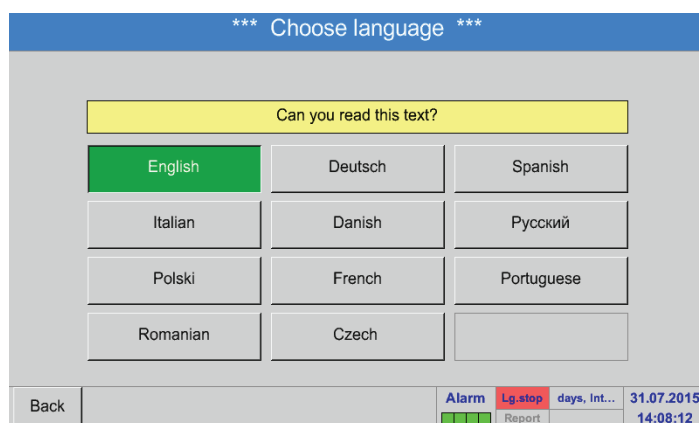 *** Choose language ***
Can you read this text?
English Deutsch Spanish
Italian Danish Русский
Polski French Portuguese
Romanian Czech
Back Alarm Lg.stop days, Int... 31.07.2015
Report 14:08:12